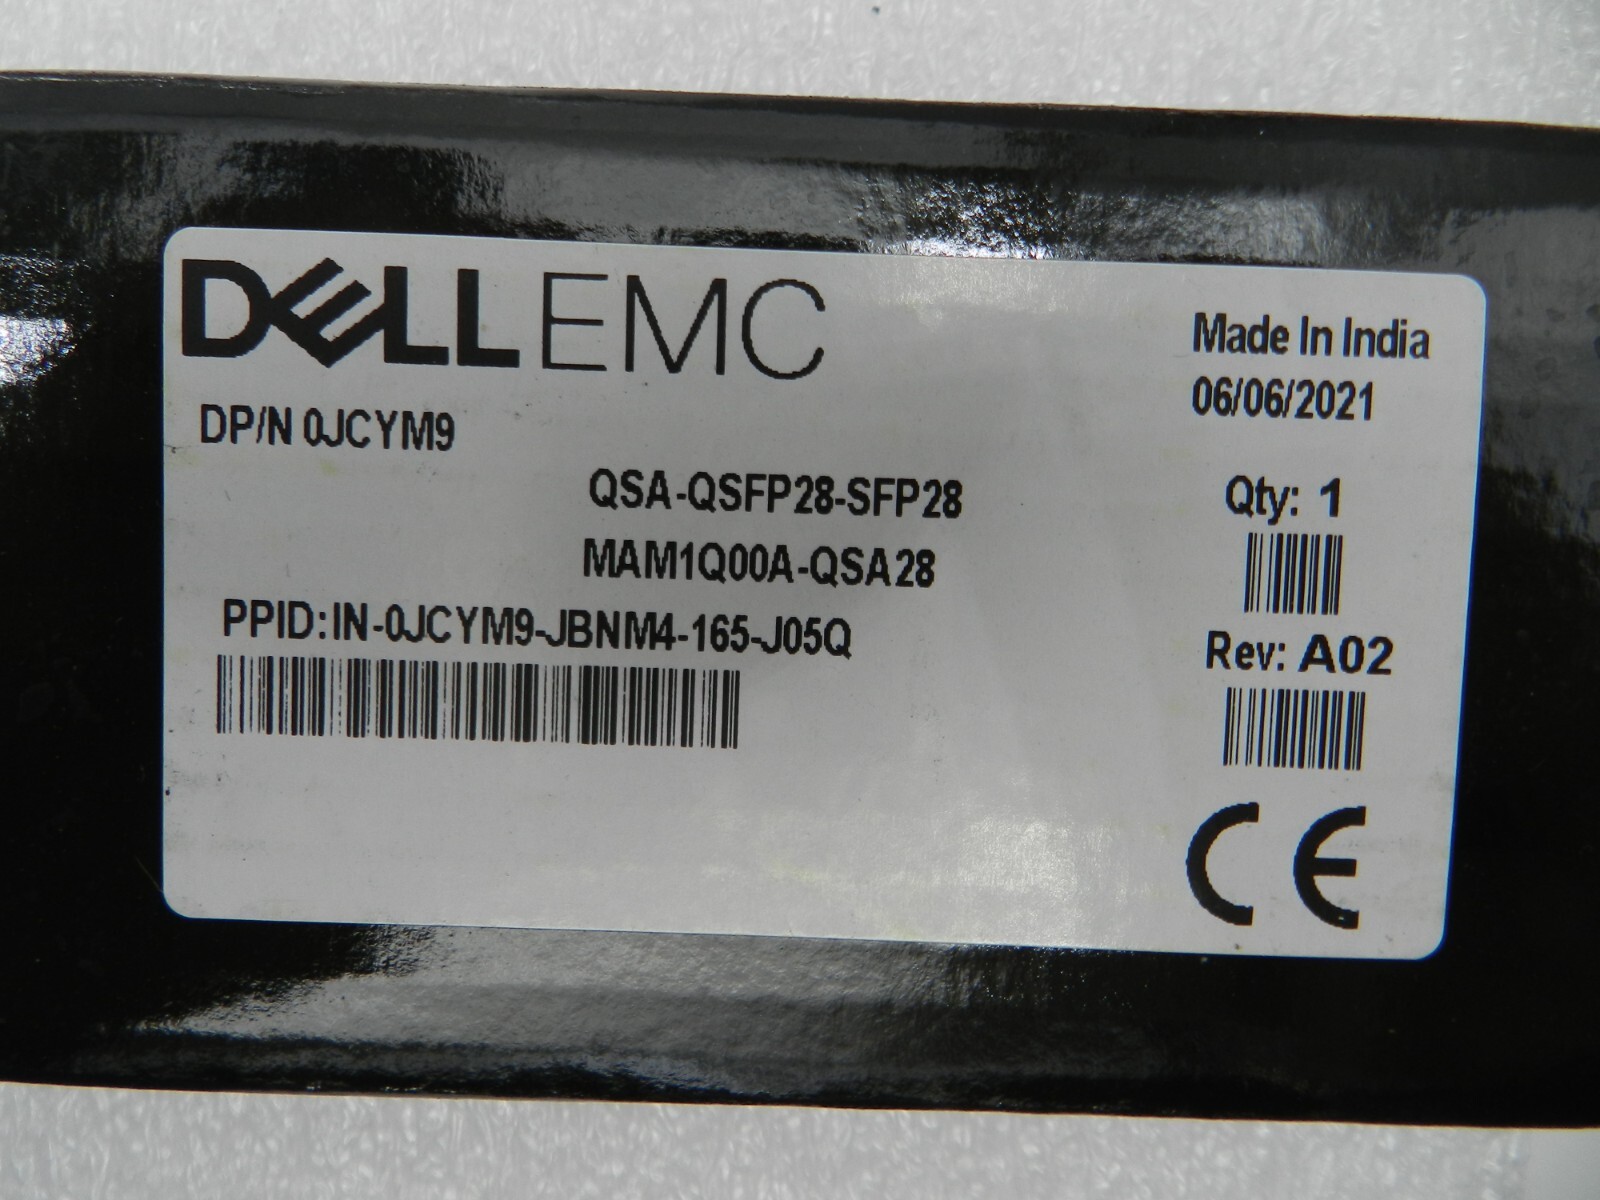 DELL EMC
Made In India
06/06/2021
DP/N 0JCYM9
QSA-QSFP28-SFP28
Qty: 1
MAM1Q00A-QSA28
PPID:IN-0JCYM9-JBNM4-165-J05Q
Rev: A02
CE